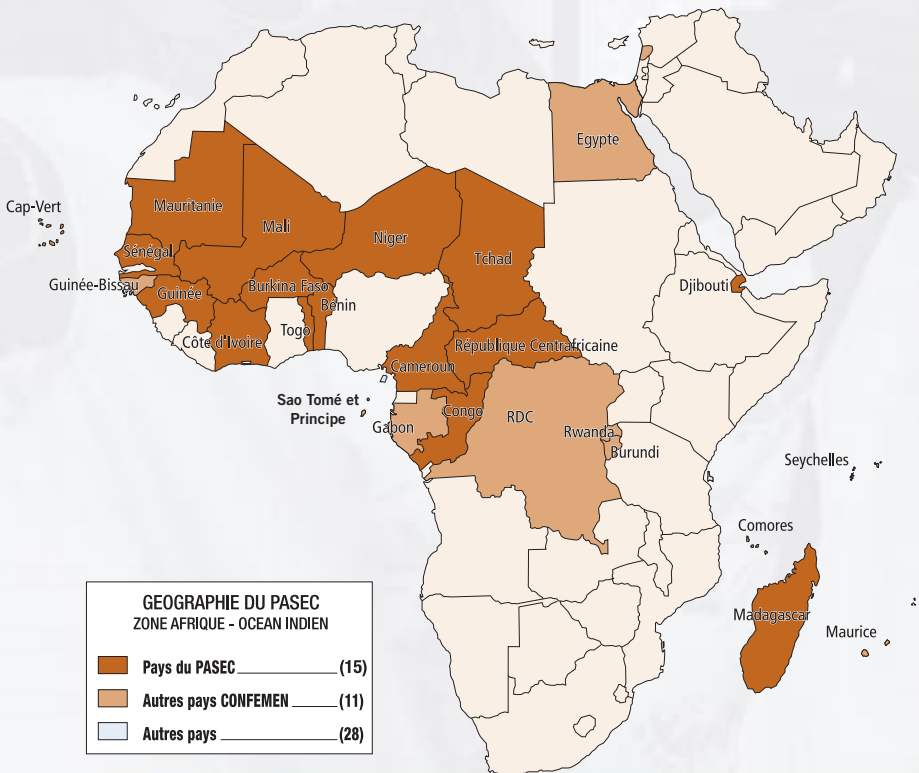 Egypte
Cap-Vert
Mauritanie
Mali
Niger
Tchad
Sénégal
Guinée-Bissau
Guinée
Burkina Faso
Bénin
Djibouti
Côte d'Ivoire
Togo
République Centrafricaine
Cameroun
Sao Tomé et
Principe
Gabon
Congo
RDC
Rwanda
Burundi
Seychelles
Comores
Madagascar
Maurice
GEOGRAPHIE DU PASEC
ZONE AFRIQUE - OCEAN INDIEN
Pays du PASEC (15)
Autres pays CONFEMEN (11)
Autres pays (28)